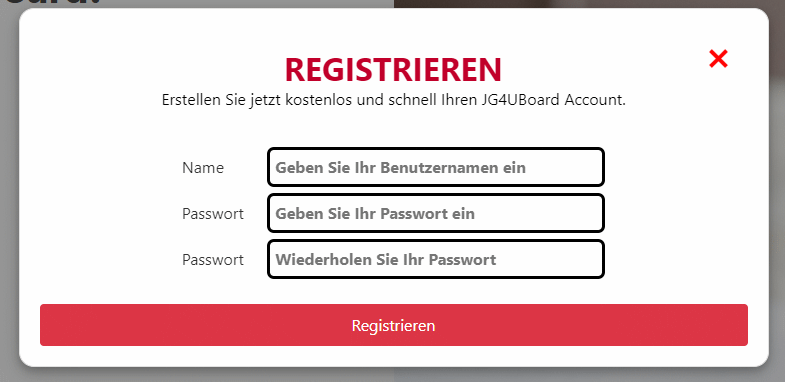 REGISTRIEREN
Erstellen Sie jetzt kostenlos und schnell Ihren JG4UBoard Account.
Name Geben Sie Ihr Benutzernamen ein
Passwort Geben Sie Ihr Passwort ein
Passwort Wiederholen Sie Ihr Passwort
Registrieren